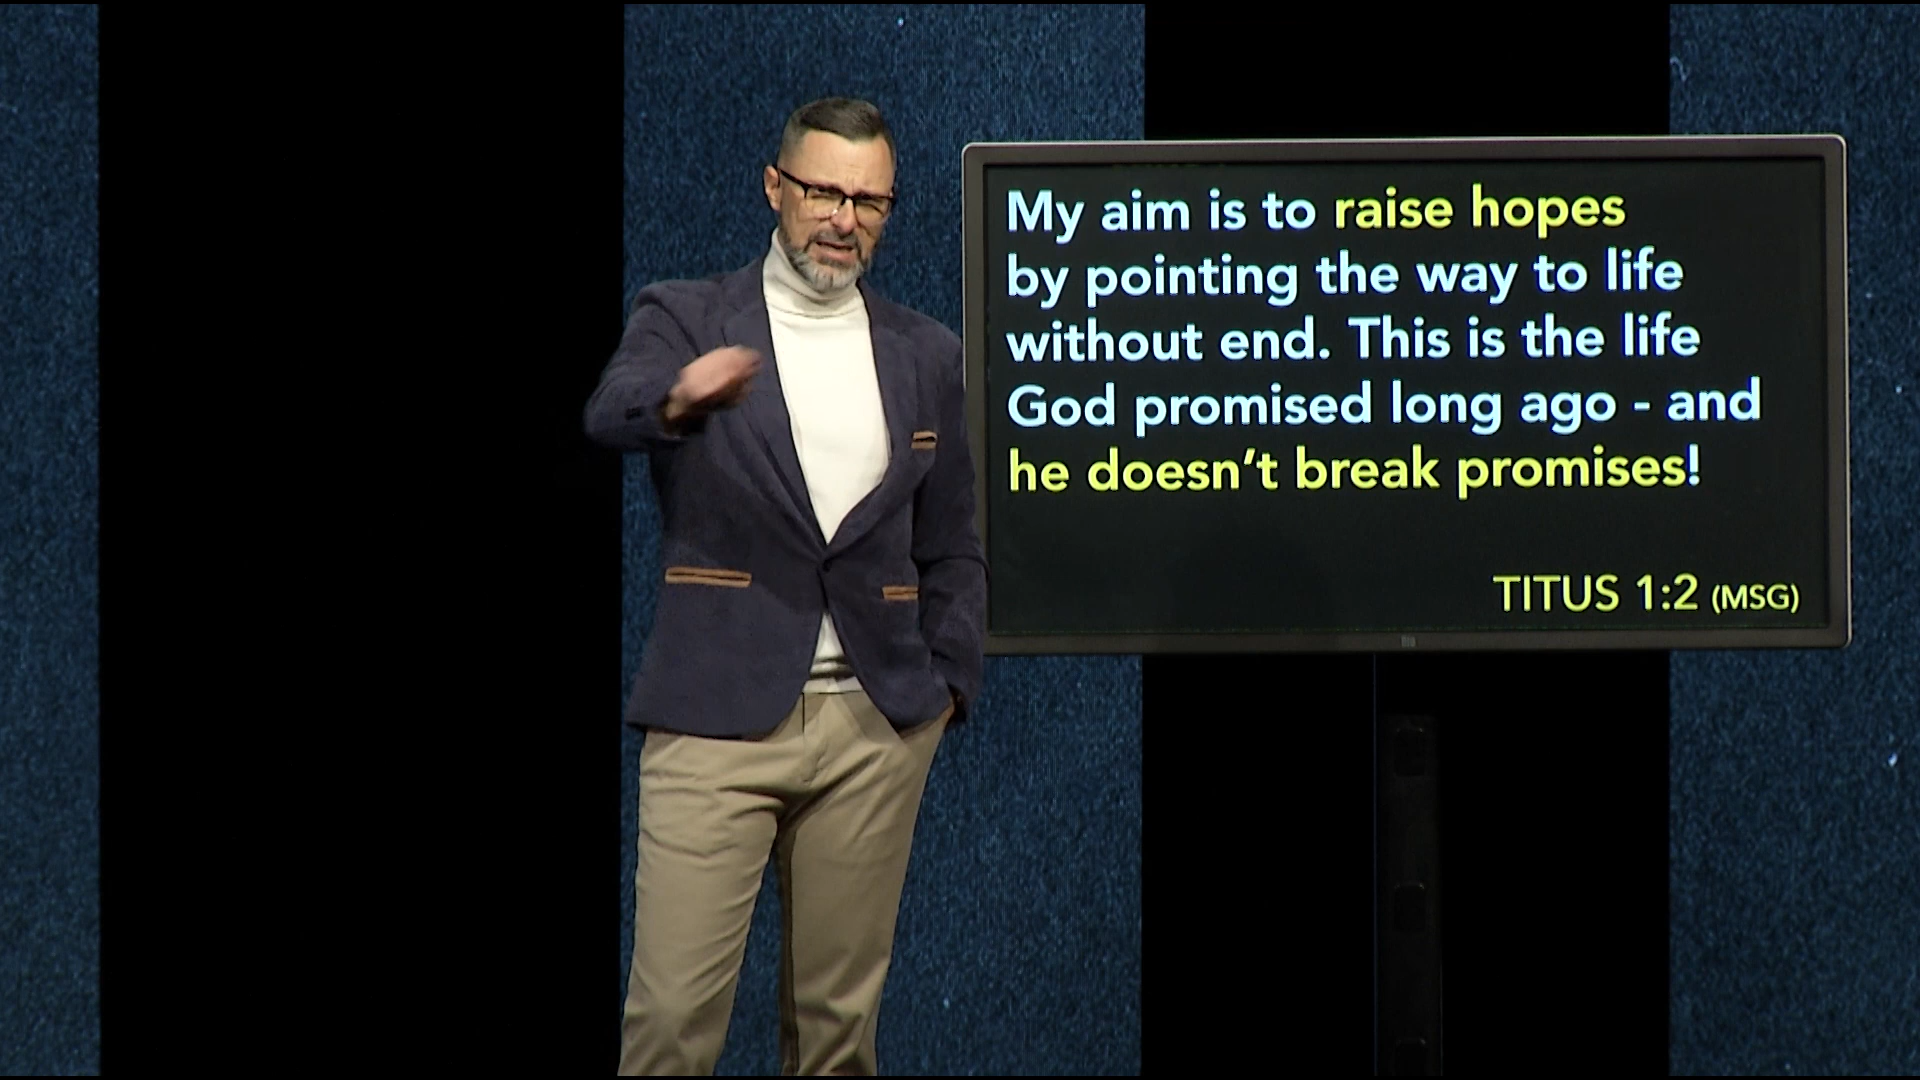 My aim is to raise hopes
by pointing the way to life
without end. This is the life
God promised long ago - and
he doesn't break promises!
TITUS 1:2 (MSG)